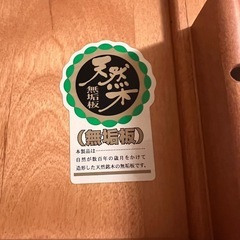 天然木
無垢板
(無垢板)
本製品は
自然が数百年の歳月をかけて
造形した天然銘木の無垢板です。